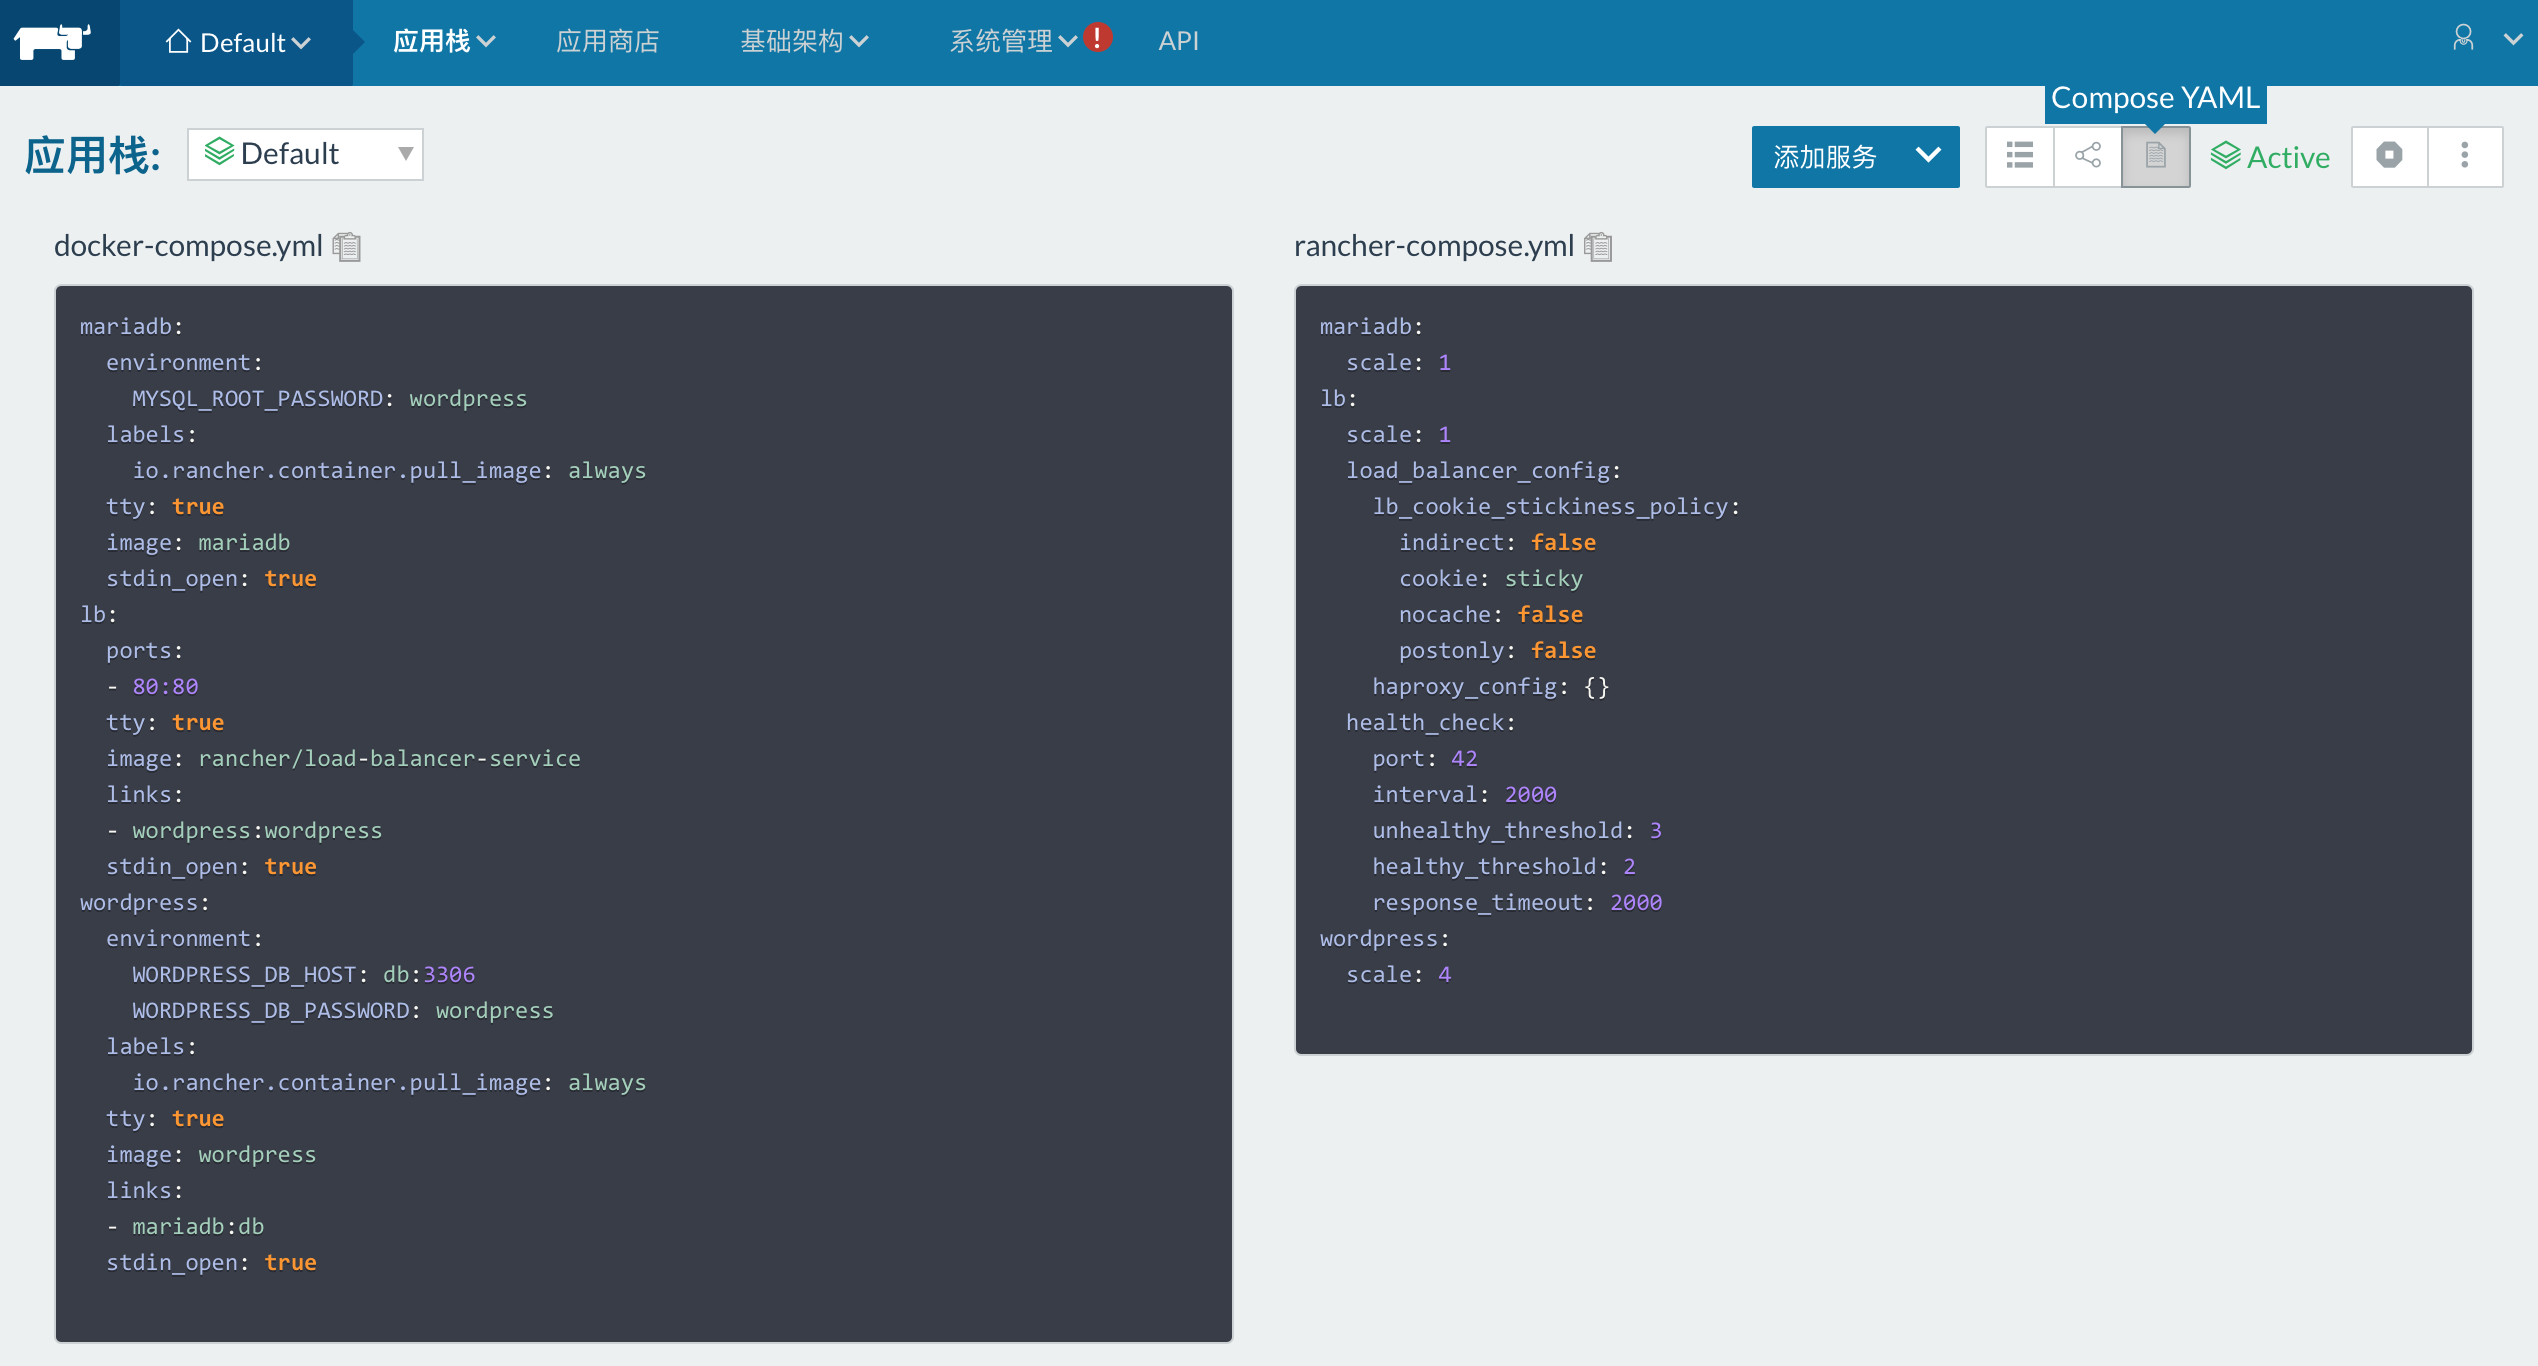 Default 应用栈 应用商店 基础架构 系统管理 ! API
Compose YAML
应用栈: Default 添加服务 Active
docker-compose.yml
mariadb:
  environment:
    MYSQL_ROOT_PASSWORD: wordpress
  labels:
    io.rancher.container.pull_image: always
  tty: true
  image: mariadb
  stdin_open: true
lb:
  ports:
  - 80:80
  tty: true
  image: rancher/load-balancer-service
  links:
  - wordpress:wordpress
  stdin_open: true
wordpress:
  environment:
    WORDPRESS_DB_HOST: db:3306
    WORDPRESS_DB_PASSWORD: wordpress
  labels:
    io.rancher.container.pull_image: always
  tty: true
  image: wordpress
  links:
  - mariadb:db
  stdin_open: true
rancher-compose.yml
mariadb:
  scale: 1
lb:
  scale: 1
  load_balancer_config:
    lb_cookie_stickiness_policy:
      indirect: false
      cookie: sticky
      nocache: false
      postonly: false
    haproxy_config: {}
  health_check:
    port: 42
    interval: 2000
    unhealthy_threshold: 3
    healthy_threshold: 2
    response_timeout: 2000
wordpress:
  scale: 4